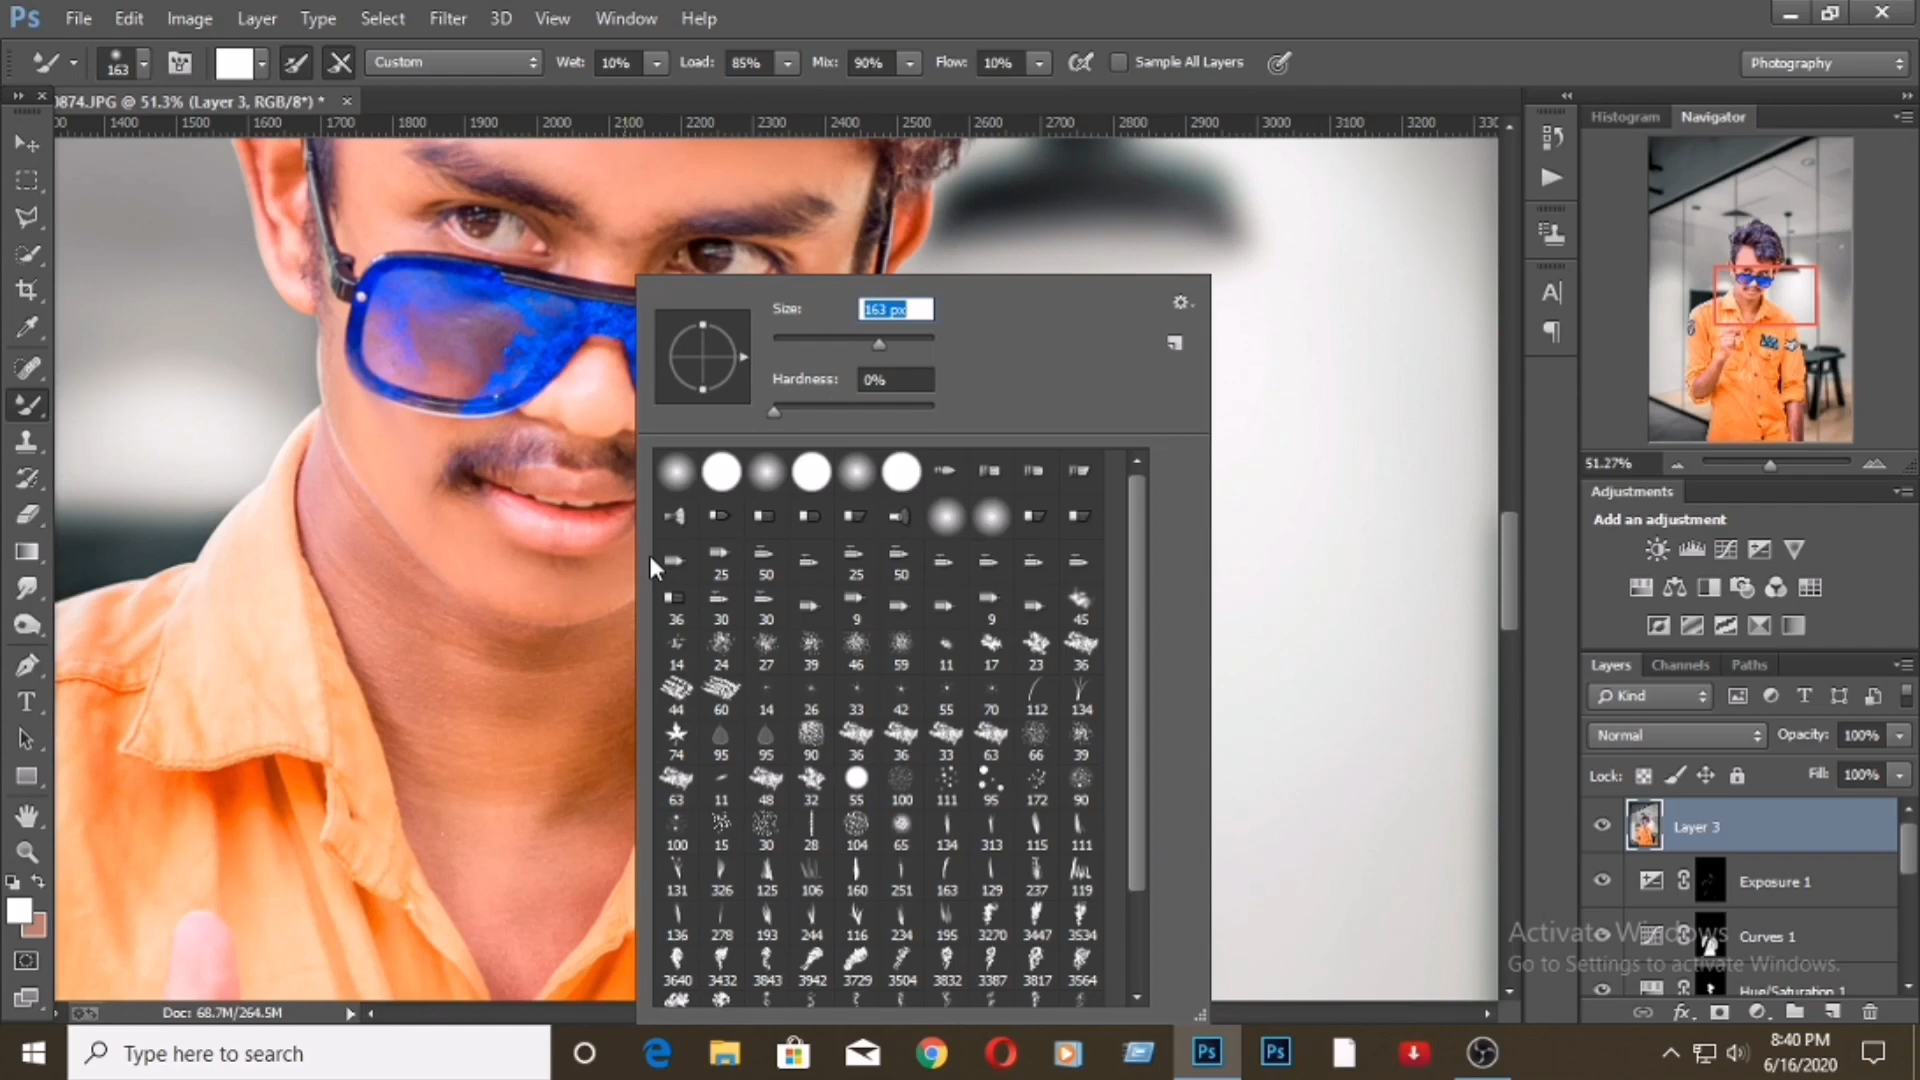 Ps File Edit Image Layer Type Select Filter 3D View Window Help
163 Custom Wet: 10% Load: 85% Mix: 90% Flow: 10% Sample All Layers Photography
0874.JPG @ 51.3% (Layer 3, RGB/8*) * ×
1400 1500 1600 1700 1800 1900 2000 2100 2200 2300 2400 2500 2600 2700 2800 2900 3000 3100 3200
Histogram Navigator
Size: 163 px
Hardness: 0%
51.27%
Adjustments
Add an adjustment
25 50 25 50
36 30 30 9 9 45
14 24 27 39 46 59 11 17 23 36
44 60 14 26 33 42 55 70 112 134
74 95 95 90 36 36 33 63 66 39
63 11 48 32 55 100 111 95 172 90
100 15 30 28 104 65 134 313 115 111
131 326 125 106 160 251 163 129 237 119
136 278 193 244 116 234 195 3270 3447 3534
3640 3432 3843 3942 3729 3504 3832 3387 3817 3564
Layers Channels Paths
Kind
Normal Opacity: 100%
Lock: Fill: 100%
Layer 3
Exposure 1
Curves 1
Hue/Saturation 1
Activate Windows
Go to Settings to activate Windows.
Doc: 68.7M/264.5M
Type here to search
8:40 PM
6/16/2020